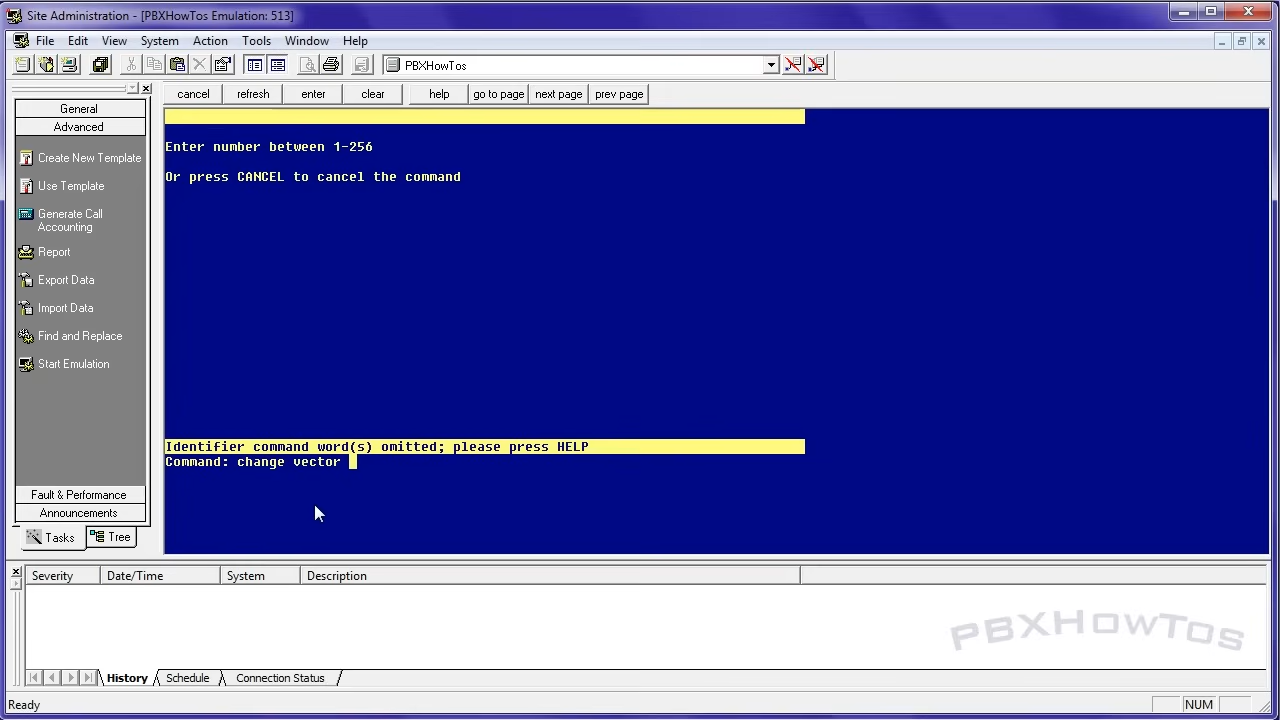 Site Administration - [PBXHowTos Emulation: 513]
File Edit View System Action Tools Window Help
PBXHowTos
cancel refresh enter clear help go to page next page prev page
General
Advanced
Create New Template
Use Template
Generate Call
Accounting
Report
Export Data
Import Data
Find and Replace
Start Emulation
Fault & Performance
Announcements
Tasks Tree
Enter number between 1-256
Or press CANCEL to cancel the command
Identifier command word(s) omitted; please press HELP
Command: change vector
Severity Date/Time System Description
PBXHowTos
History Schedule Connection Status
Ready NUM